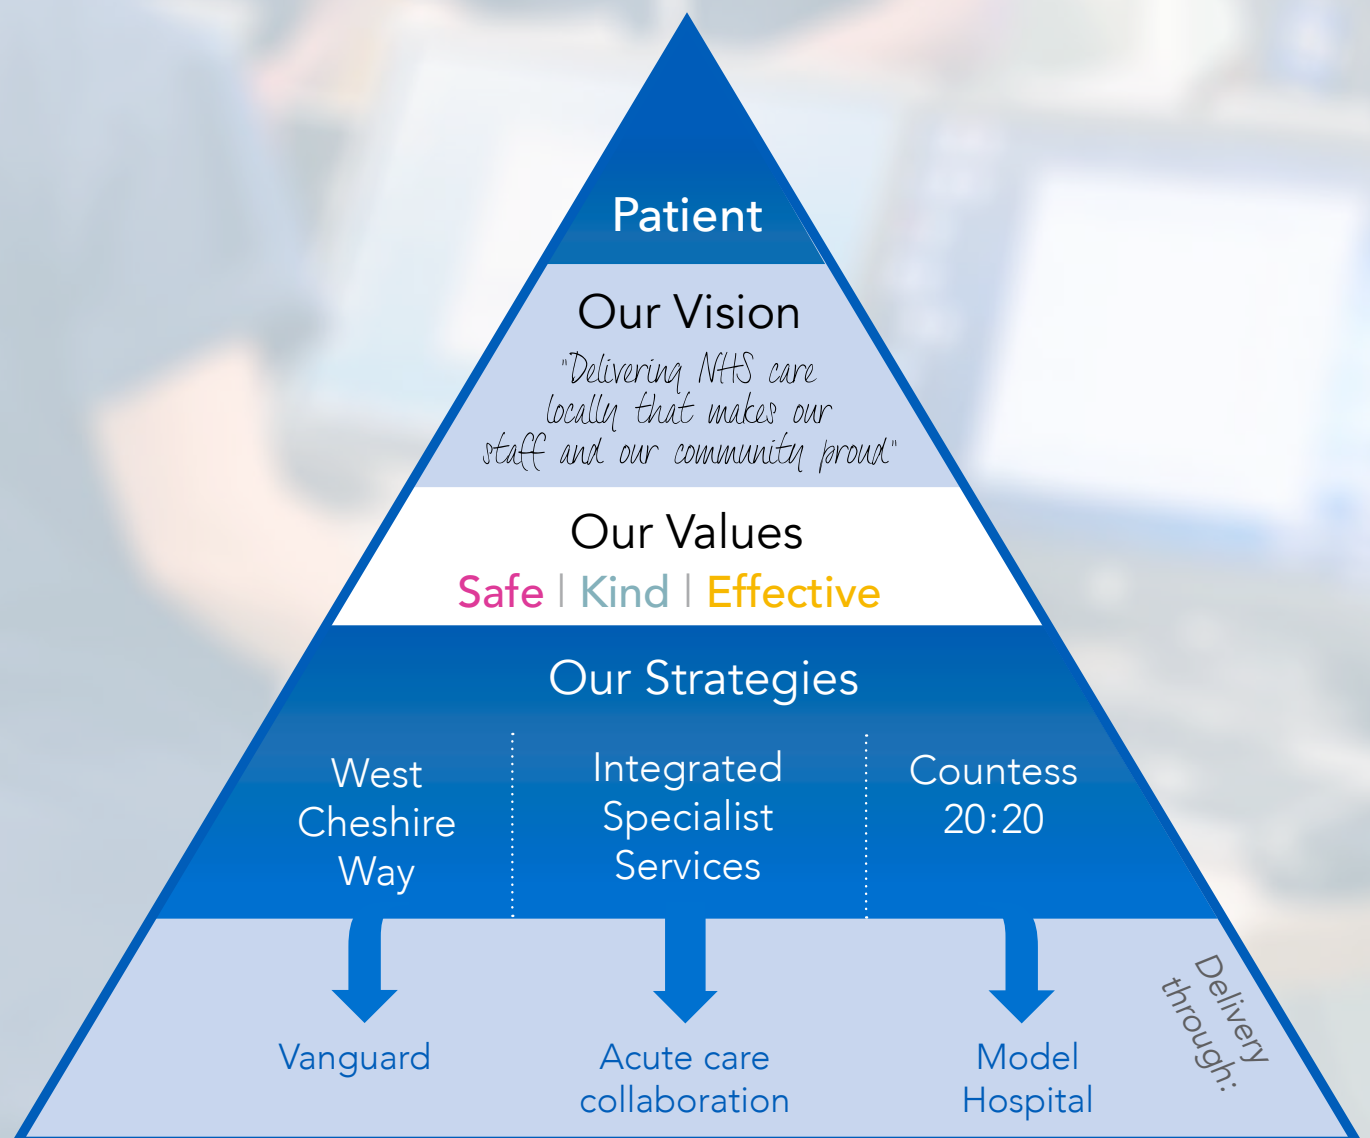 Patient
Our Vision
"Delivering NHS care
locally that makes our
staff and our community proud"
Our Values
Safe | Kind | Effective
Our Strategies
West
Cheshire
Way
Integrated
Specialist
Services
Countess
20:20
Delivery
through:
Vanguard
Acute care
collaboration
Model
Hospital